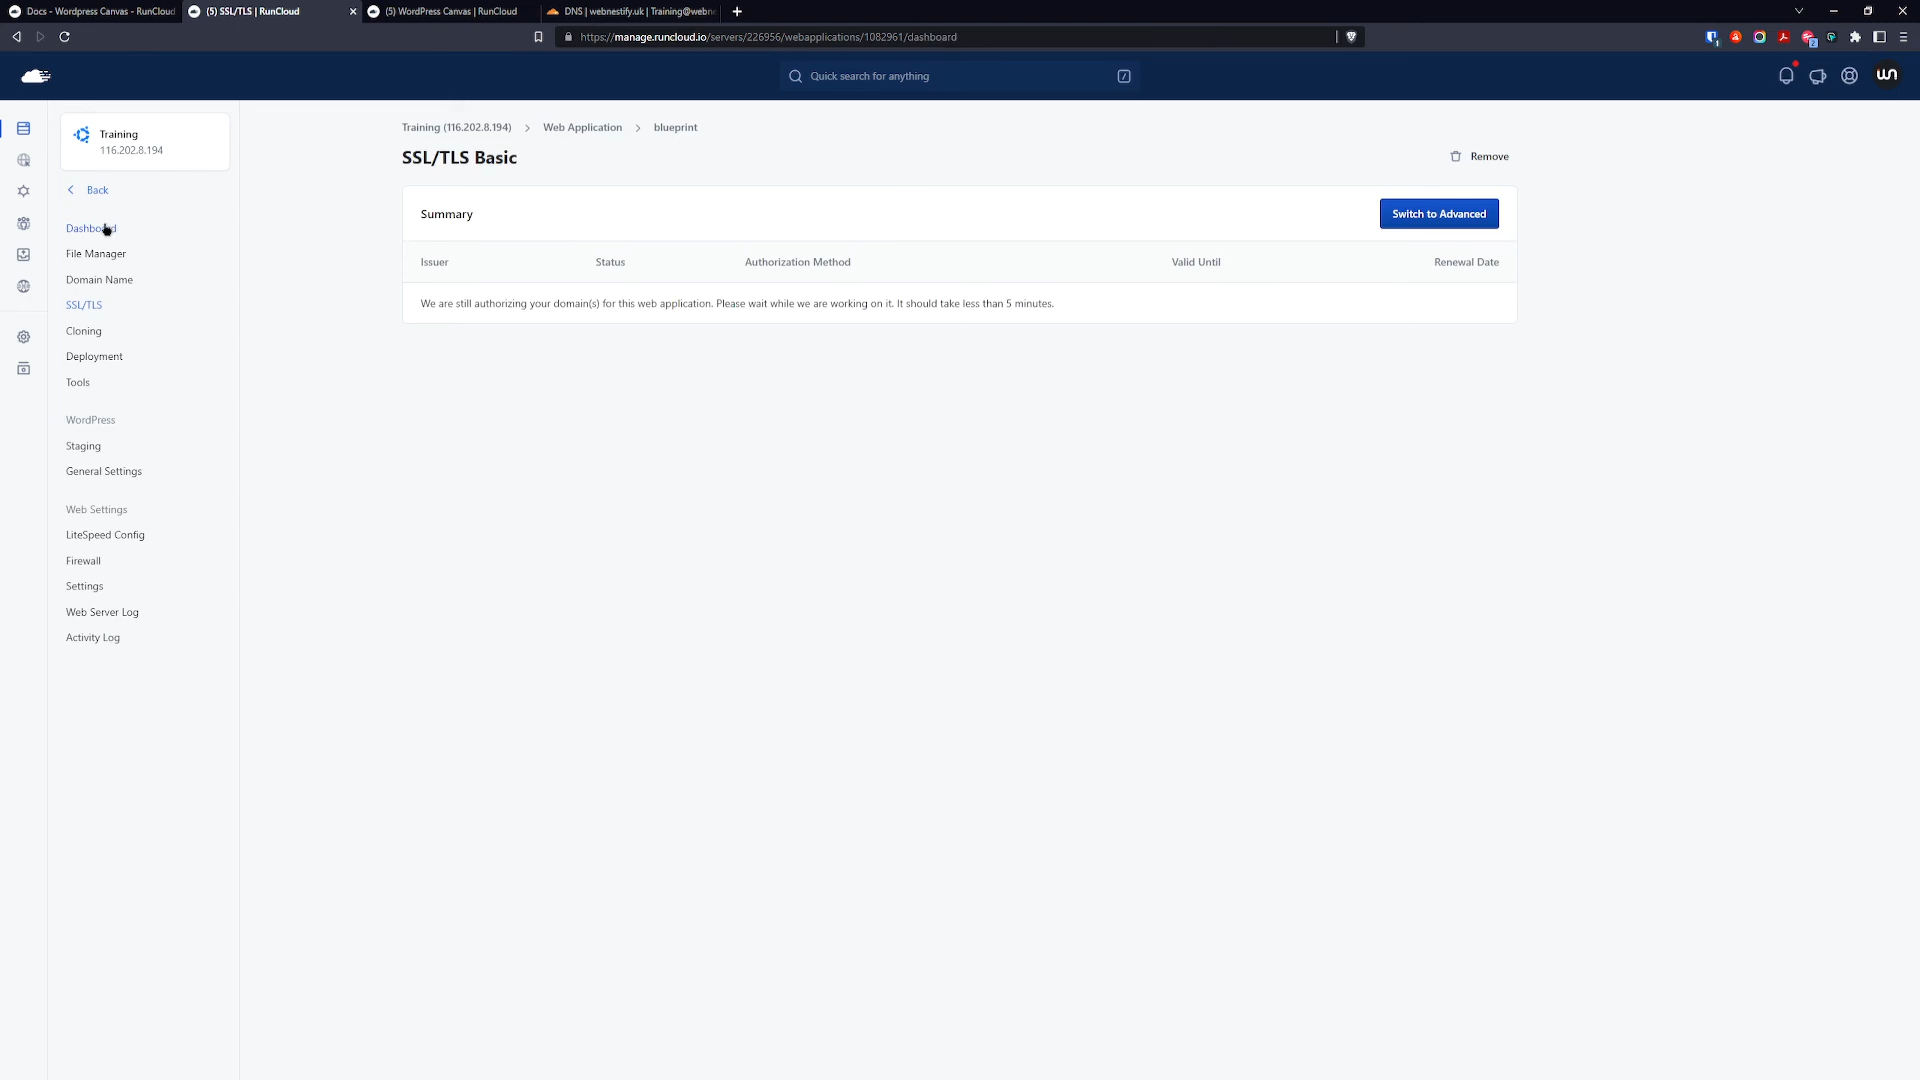 Docs - Wordpress Canvas - RunCloud
(5) SSL/TLS | RunCloud
(5) WordPress Canvas | RunCloud
DNS | webnestify.uk | Training@webne
https://manage.runcloud.io/servers/226956/webapplications/1082961/dashboard
Quick search for anything
/
wn
Training
116.202.8.194
Back
Dashboard
File Manager
Domain Name
SSL/TLS
Cloning
Deployment
Tools
WordPress
Staging
General Settings
Web Settings
LiteSpeed Config
Firewall
Settings
Web Server Log
Activity Log
Training (116.202.8.194) > Web Application > blueprint
SSL/TLS Basic
Remove
Summary
Switch to Advanced
Issuer Status Authorization Method Valid Until Renewal Date
We are still authorizing your domain(s) for this web application. Please wait while we are working on it. It should take less than 5 minutes.